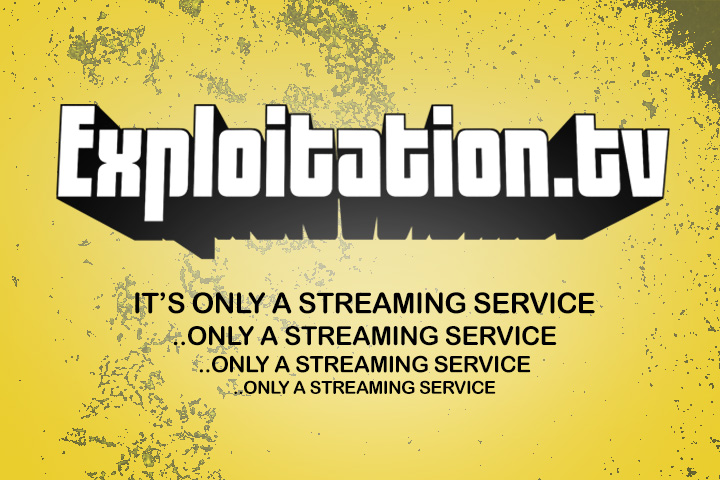 Exploitation.tv
IT’S ONLY A STREAMING SERVICE
..ONLY A STREAMING SERVICE
..ONLY A STREAMING SERVICE
..ONLY A STREAMING SERVICE